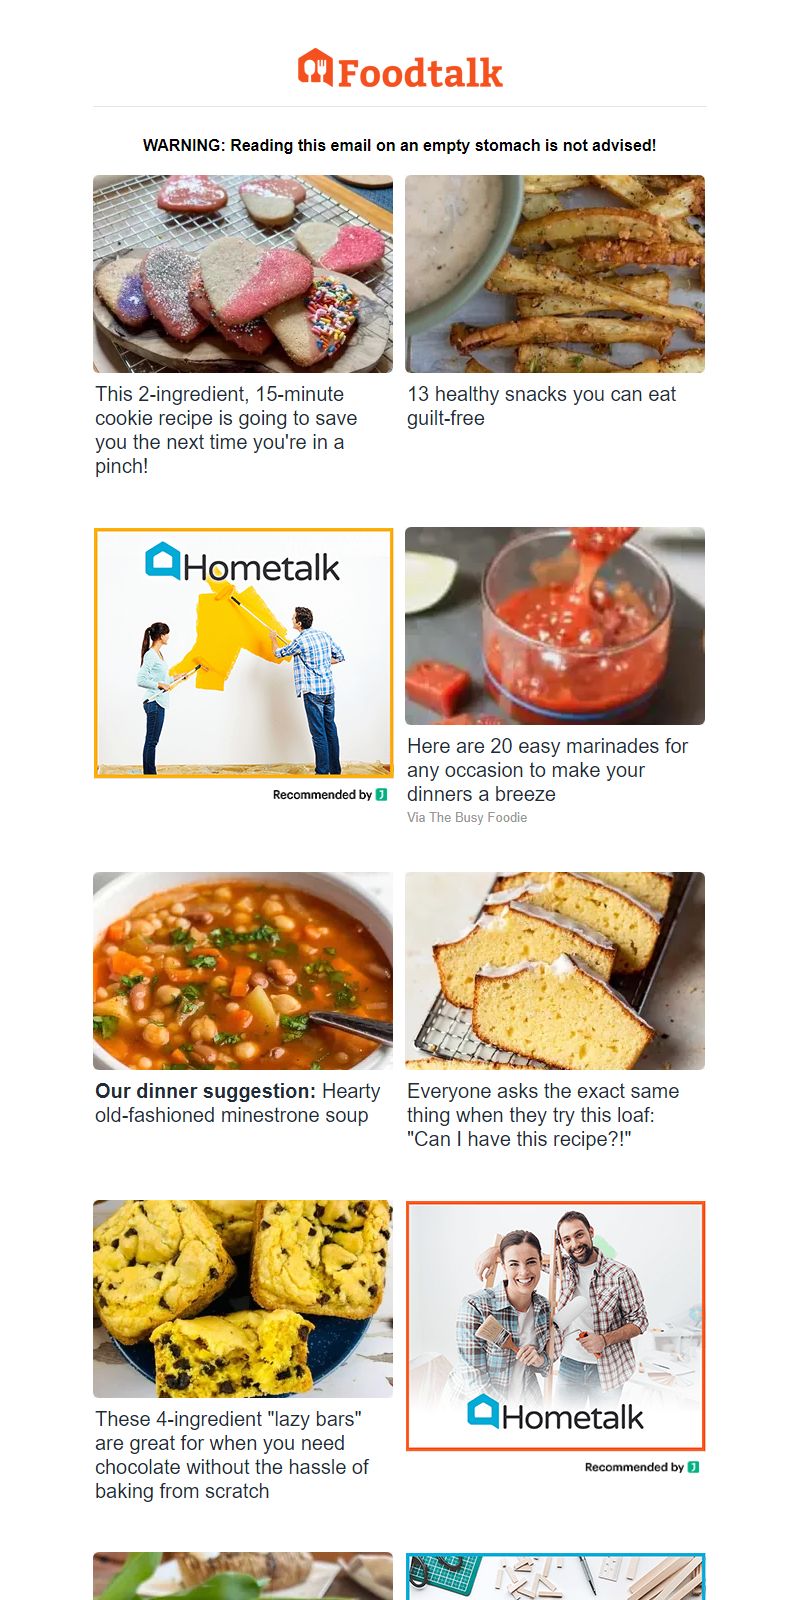 Foodtalk
WARNING: Reading this email on an empty stomach is not advised!
This 2-ingredient, 15-minute
cookie recipe is going to save
you the next time you're in a
pinch!
13 healthy snacks you can eat
guilt-free
Hometalk
Recommended by
Here are 20 easy marinades for
any occasion to make your
dinners a breeze
Via The Busy Foodie
Our dinner suggestion: Hearty
old-fashioned minestrone soup
Everyone asks the exact same
thing when they try this loaf:
"Can I have this recipe?!"
These 4-ingredient "lazy bars"
are great for when you need
chocolate without the hassle of
baking from scratch
Hometalk
Recommended by